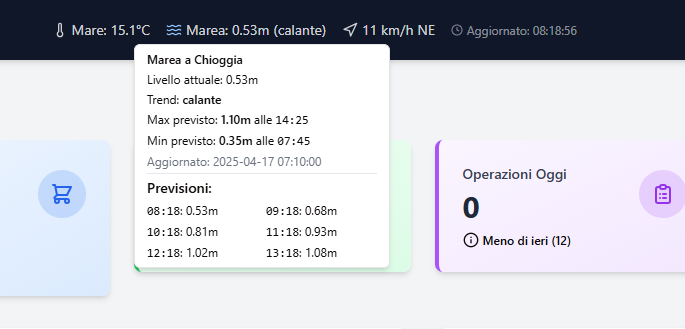 Mare: 15.1°C Marea: 0.53m (calante) 11 km/h NE Aggiornato: 08:18:56
Marea a Chioggia
Livello attuale: 0.53m
Trend: calante
Max previsto: 1.10m alle 14:25
Min previsto: 0.35m alle 07:45
Aggiornato: 2025-04-17 07:10:00
Previsioni:
08:18: 0.53m 09:18: 0.68m
10:18: 0.81m 11:18: 0.93m
12:18: 1.02m 13:18: 1.08m
Operazioni Oggi
0
Meno di ieri (12)